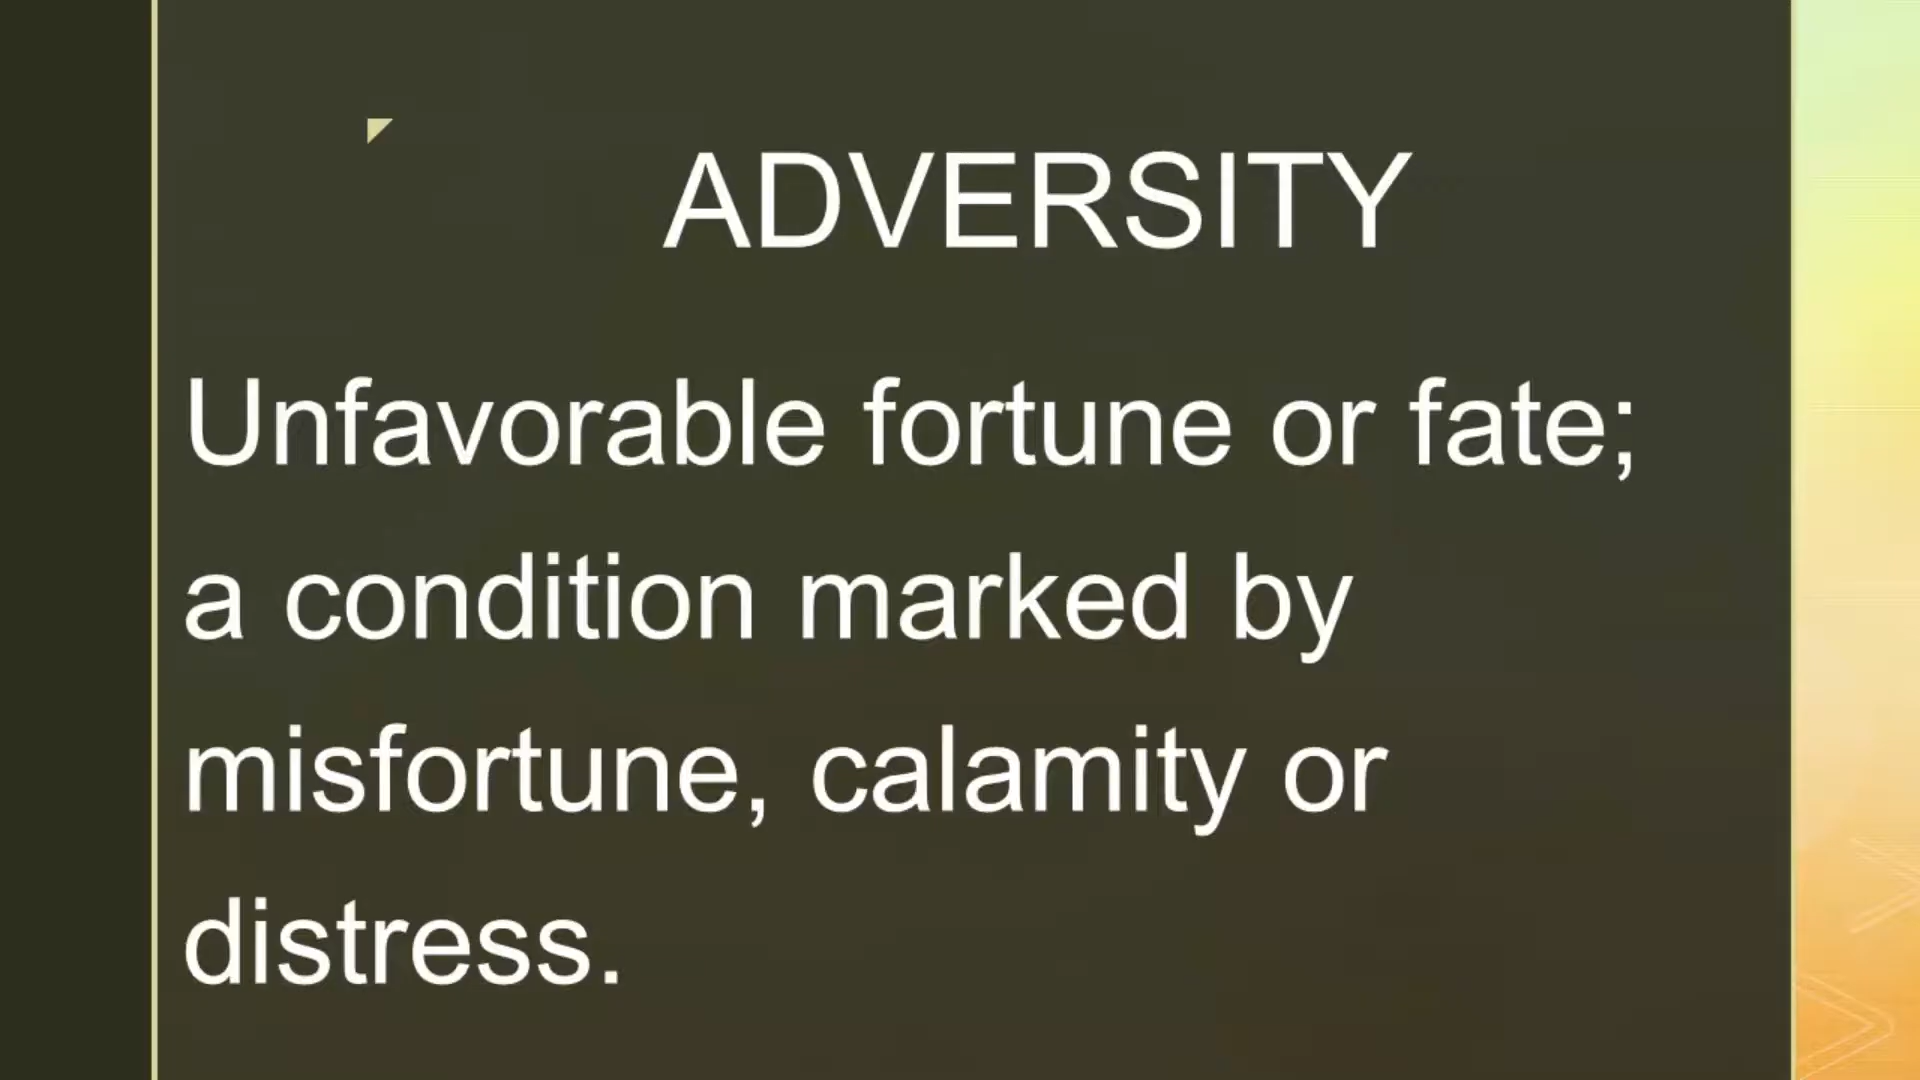 ADVERSITY
Unfavorable fortune or fate;
a condition marked by
misfortune, calamity or
distress.